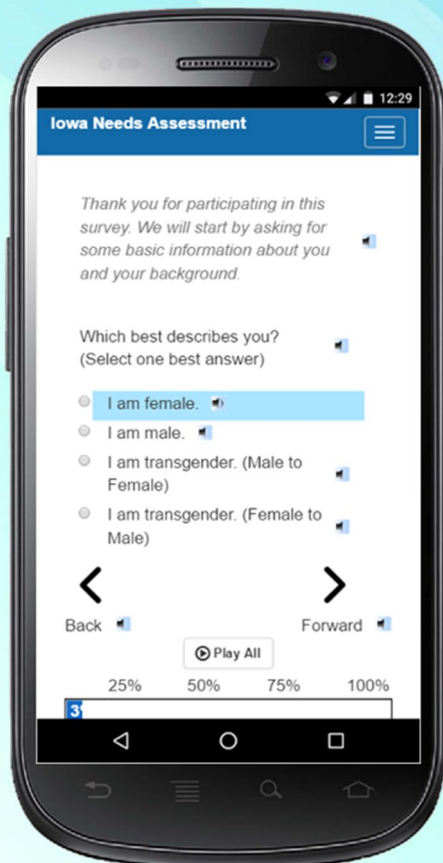 12:29
Iowa Needs Assessment
Thank you for participating in this
survey. We will start by asking for
some basic information about you
and your background.
Which best describes you?
(Select one best answer)
I am female.
I am male.
I am transgender. (Male to
Female)
I am transgender. (Female to
Male)
Back
Forward
Play All
25% 50% 75% 100%